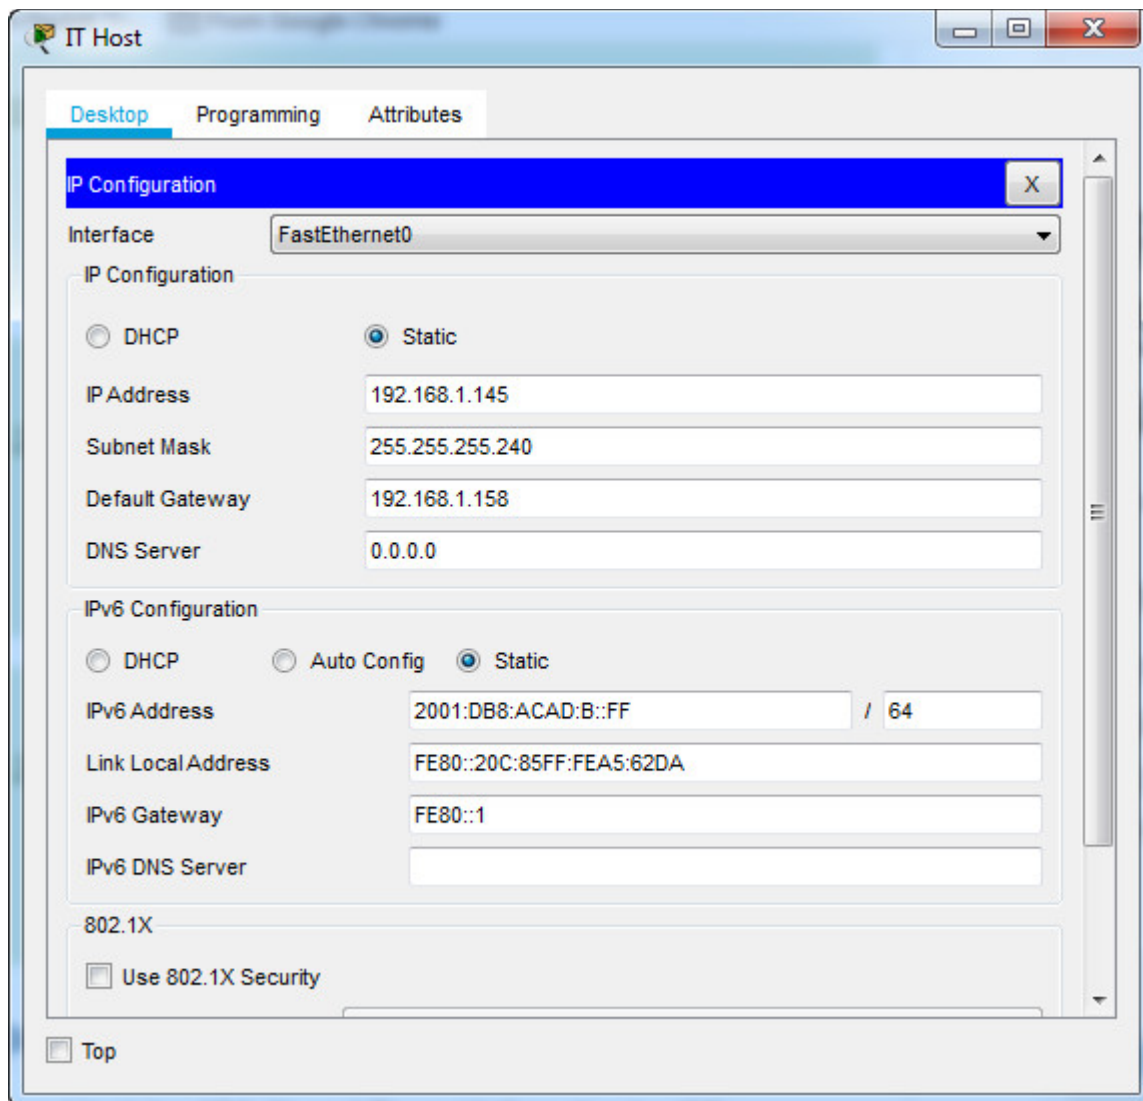 IT Host
From Google Chrome
Desktop Programming Attributes
IP Configuration X
Interface FastEthernet0
IP Configuration
DHCP Static
IP Address 192.168.1.145
Subnet Mask 255.255.255.240
Default Gateway 192.168.1.158
DNS Server 0.0.0.0
IPv6 Configuration
DHCP Auto Config Static
IPv6 Address 2001:DB8:ACAD:B::FF / 64
Link Local Address FE80::20C:85FF:FEA5:62DA
IPv6 Gateway FE80::1
IPv6 DNS Server
802.1X
Use 802.1X Security
Top